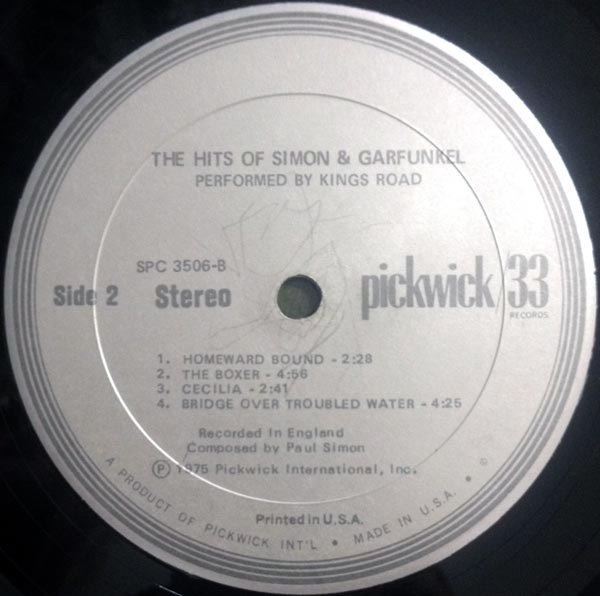 THE HITS OF SIMON & GARFUNKEL
PERFORMED BY KINGS ROAD
SPC 3506-B
Side 2 Stereo pickwick/33
RECORDS
1. HOMEWARD BOUND - 2:28
2. THE BOXER - 4:56
3. CECILIA - 2:41
4. BRIDGE OVER TROUBLED WATER - 4:25
Recorded In England
Composed by Paul Simon
Ⓟ 1975 Pickwick International, Inc.
Printed in U.S.A.
A PRODUCT OF PICKWICK INT'L • MADE IN U.S.A. •